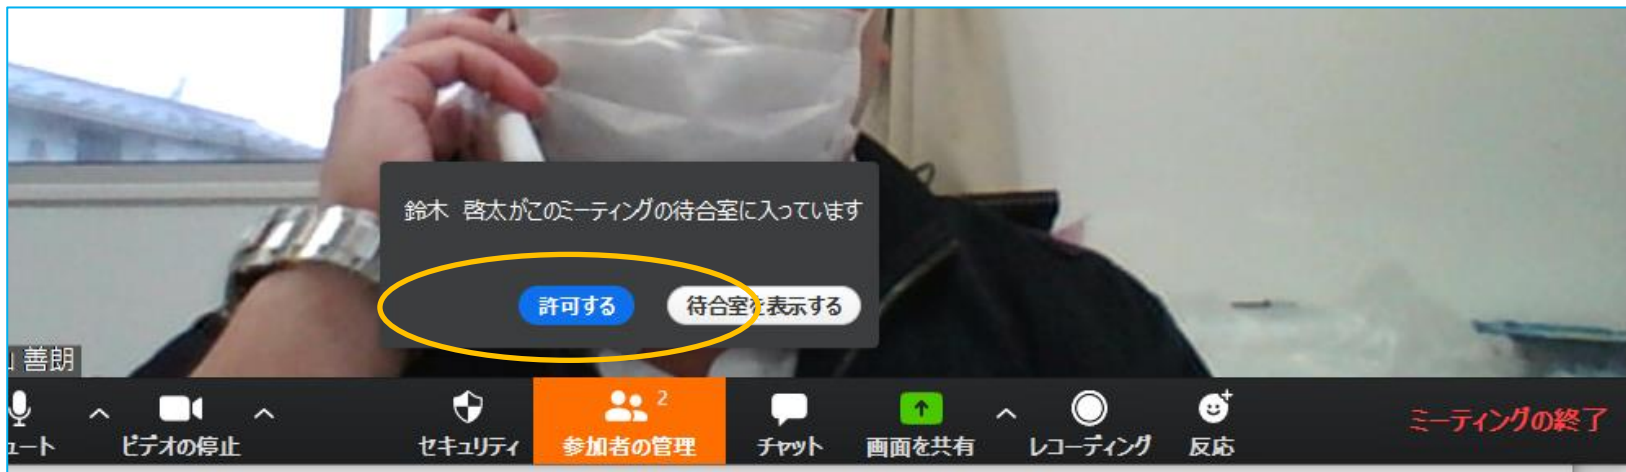 鈴木 啓太がこのミーティングの待合室に入っています
許可する
待合室を表示する
善朗
2
ュート
ビデオの停止
セキュリティ
参加者の管理
チャット
画面を共有
レコーディング
反応
ミーティングの終了